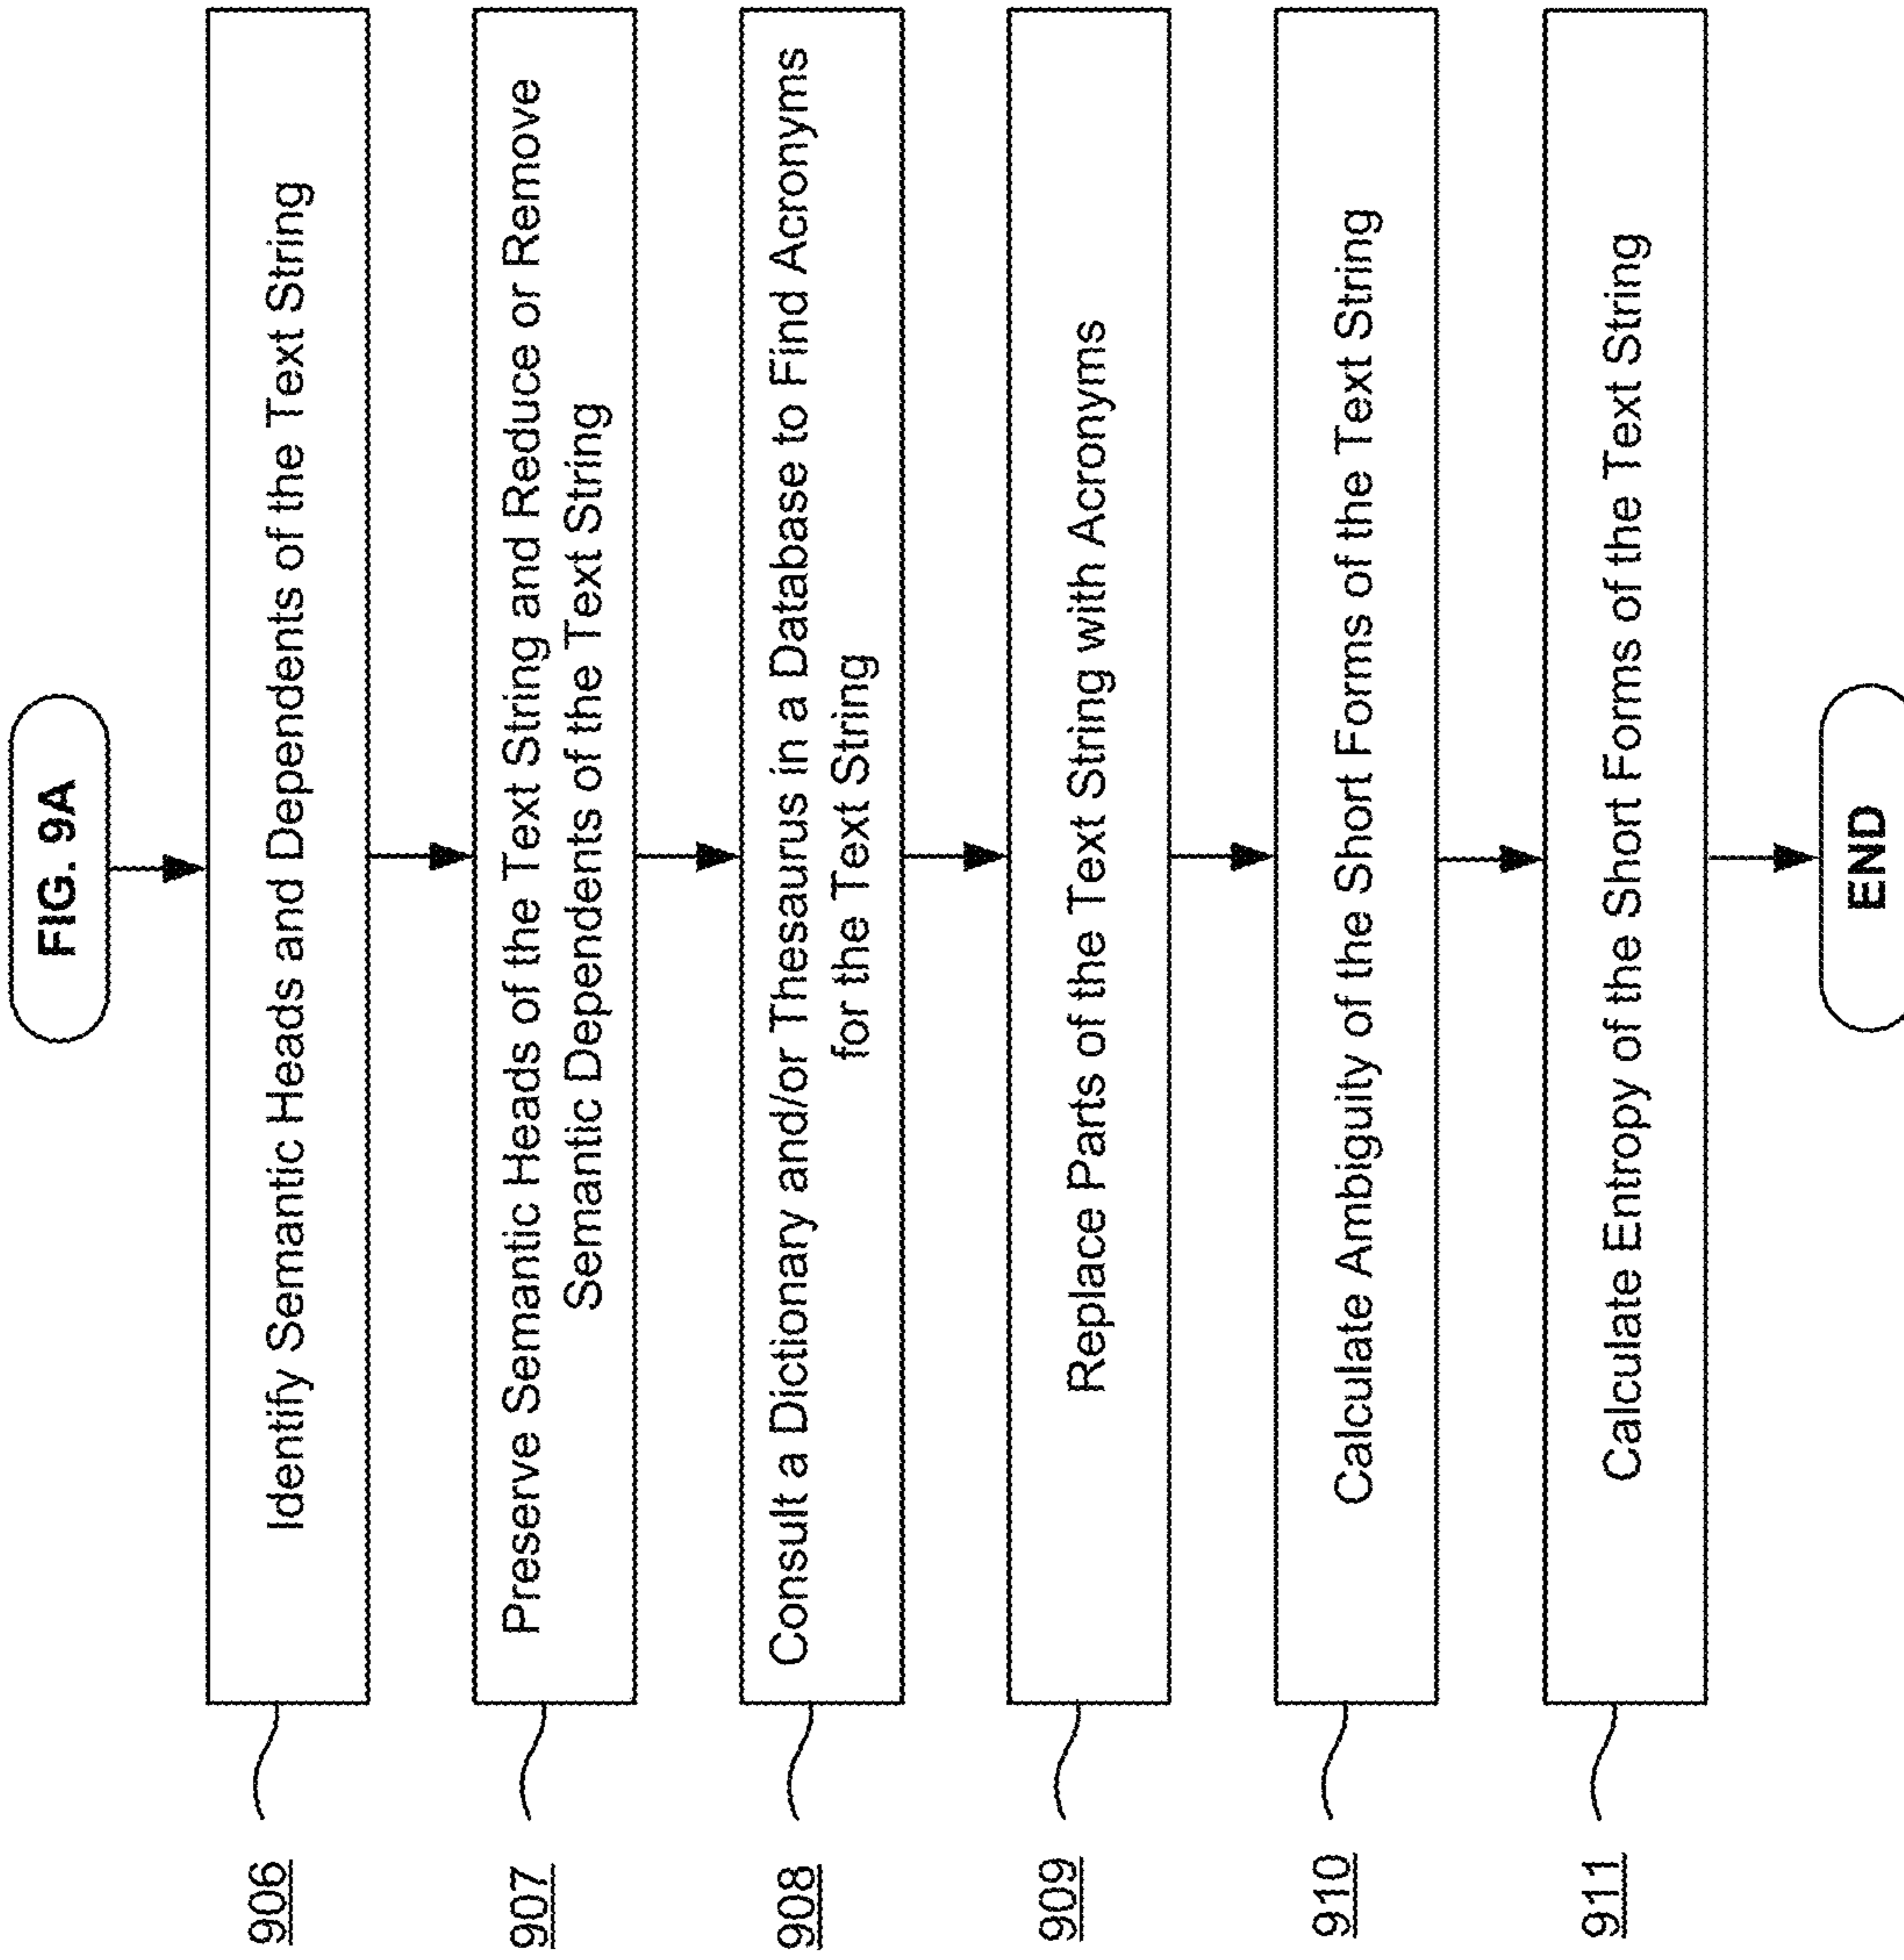 FIG. 9A
906
Identify Semantic Heads and Dependents of the Text String
907
Preserve Semantic Heads of the Text String and Reduce or Remove
Semantic Dependents of the Text String
908
Consult a Dictionary and/or Thesaurus in a Database to Find Acronyms
for the Text String
909
Replace Parts of the Text String with Acronyms
910
Calculate Ambiguity of the Short Forms of the Text String
911
Calculate Entropy of the Short Forms of the Text String
END